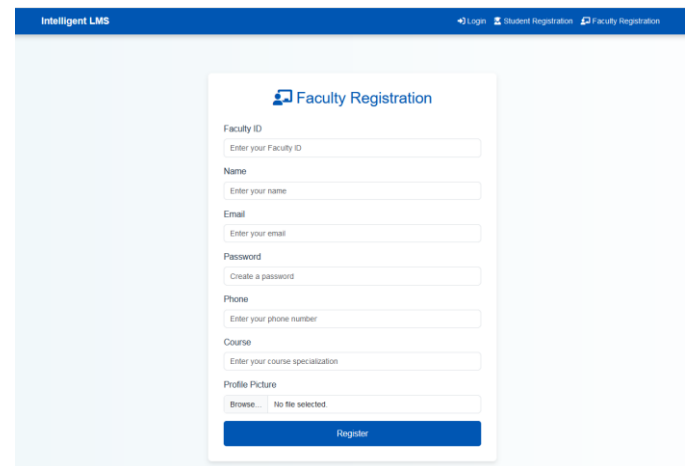 Intelligent LMS
Login Student Registration Faculty Registration
Faculty Registration
Faculty ID
Enter your Faculty ID
Name
Enter your name
Email
Enter your email
Password
Create a password
Phone
Enter your phone number
Course
Enter your course specialization
Profile Picture
Browse... No file selected.
Register